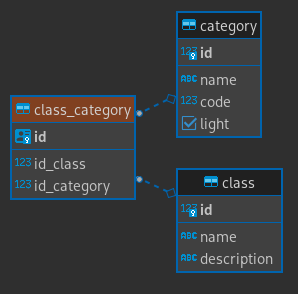 category
123 id
ABC name
123 code
light
class_category
id
123 id_class
123 id_category
class
123 id
ABC name
ABC description